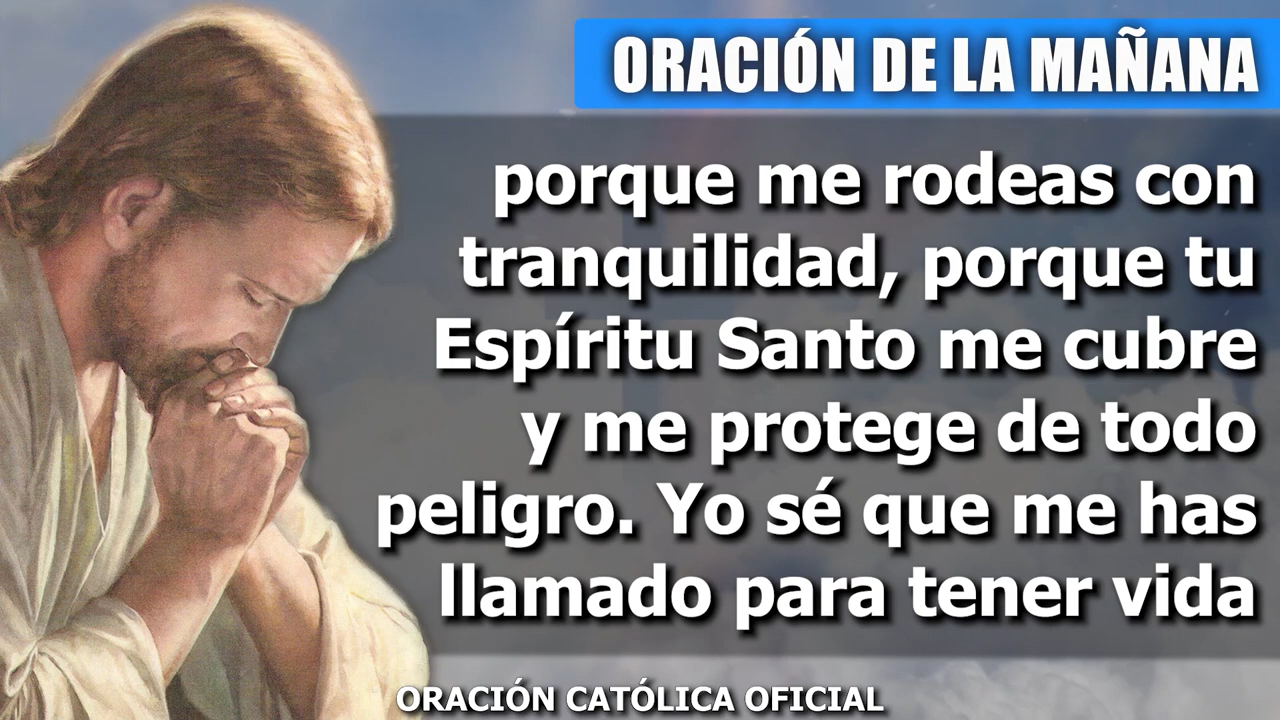 ORACIÓN DE LA MAÑANA
porque me rodeas con
tranquilidad, porque tu
Espíritu Santo me cubre
y me protege de todo
peligro. Yo sé que me has
llamado para tener vida
ORACIÓN CATÓLICA OFICIAL